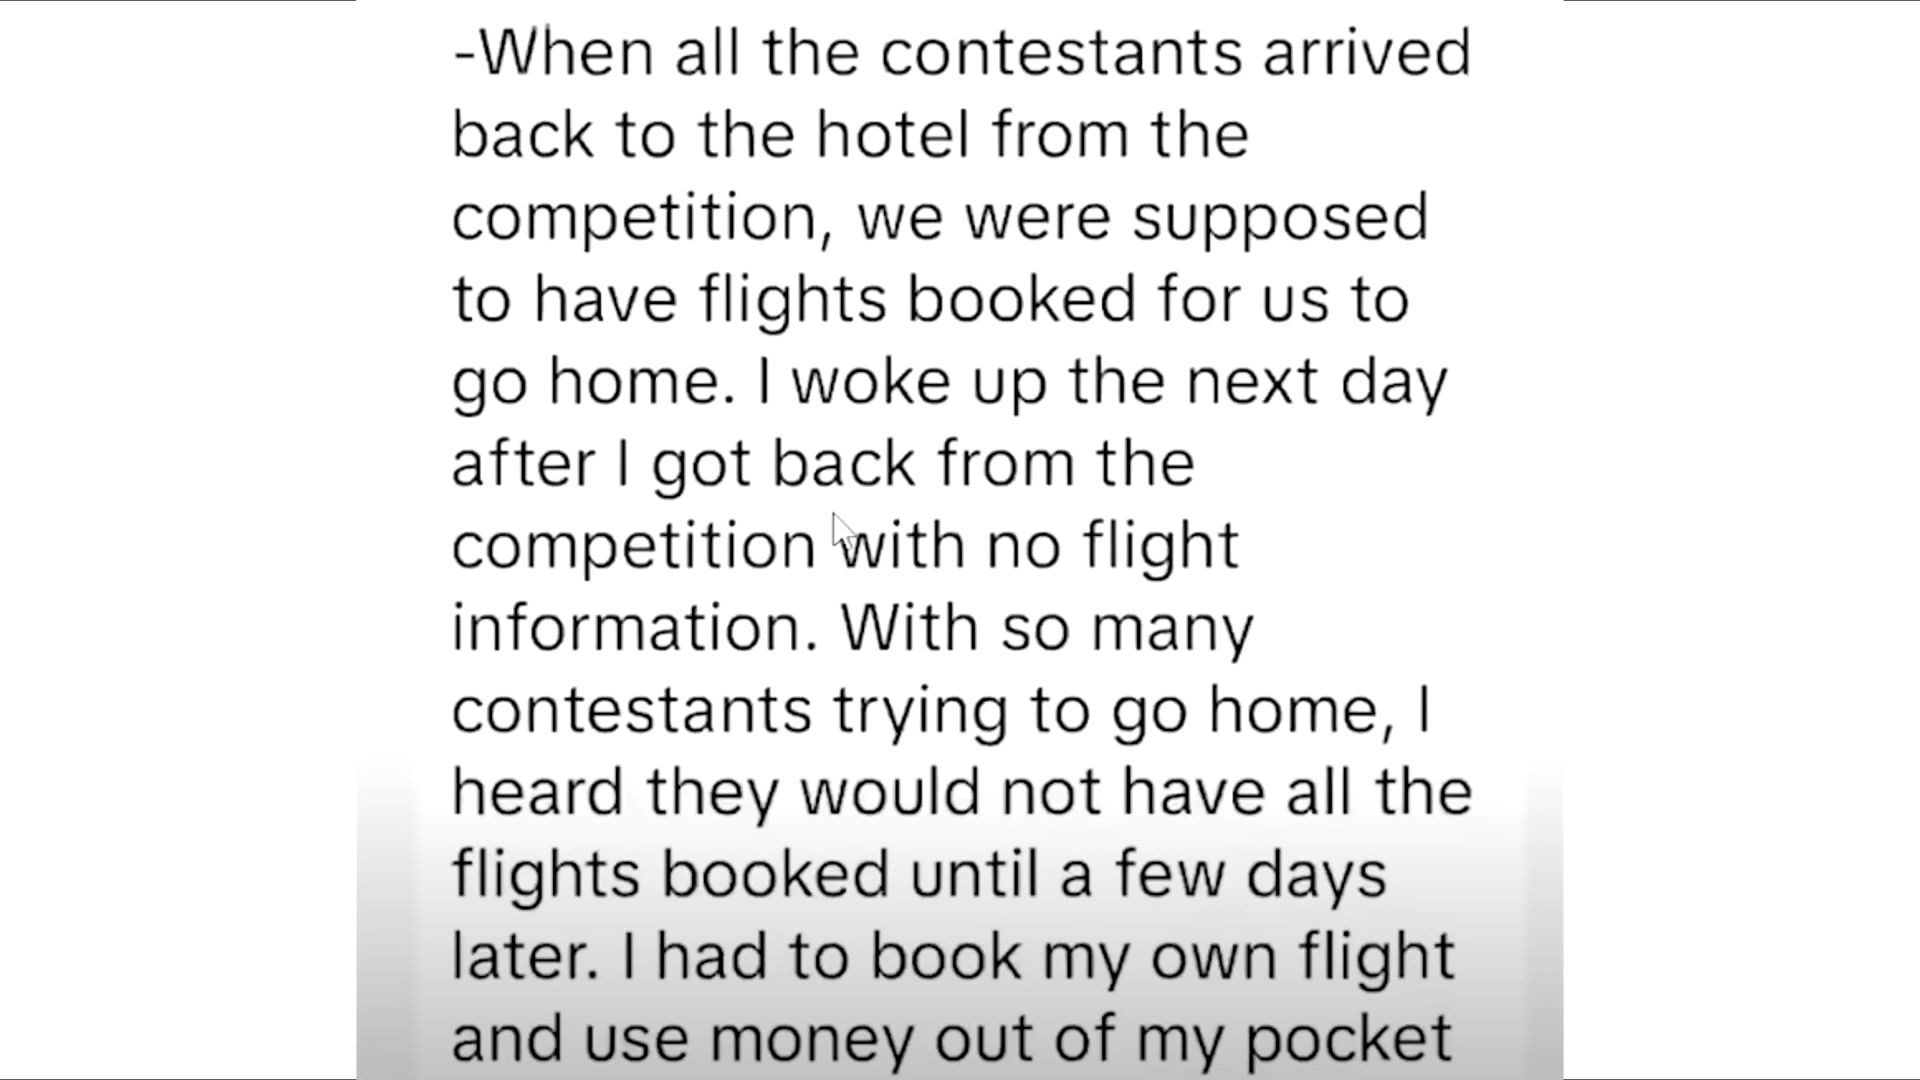 -When all the contestants arrived
back to the hotel from the
competition, we were supposed
to have flights booked for us to
go home. I woke up the next day
after I got back from the
competition with no flight
information. With so many
contestants trying to go home, I
heard they would not have all the
flights booked until a few days
later. I had to book my own flight
and use money out of my pocket